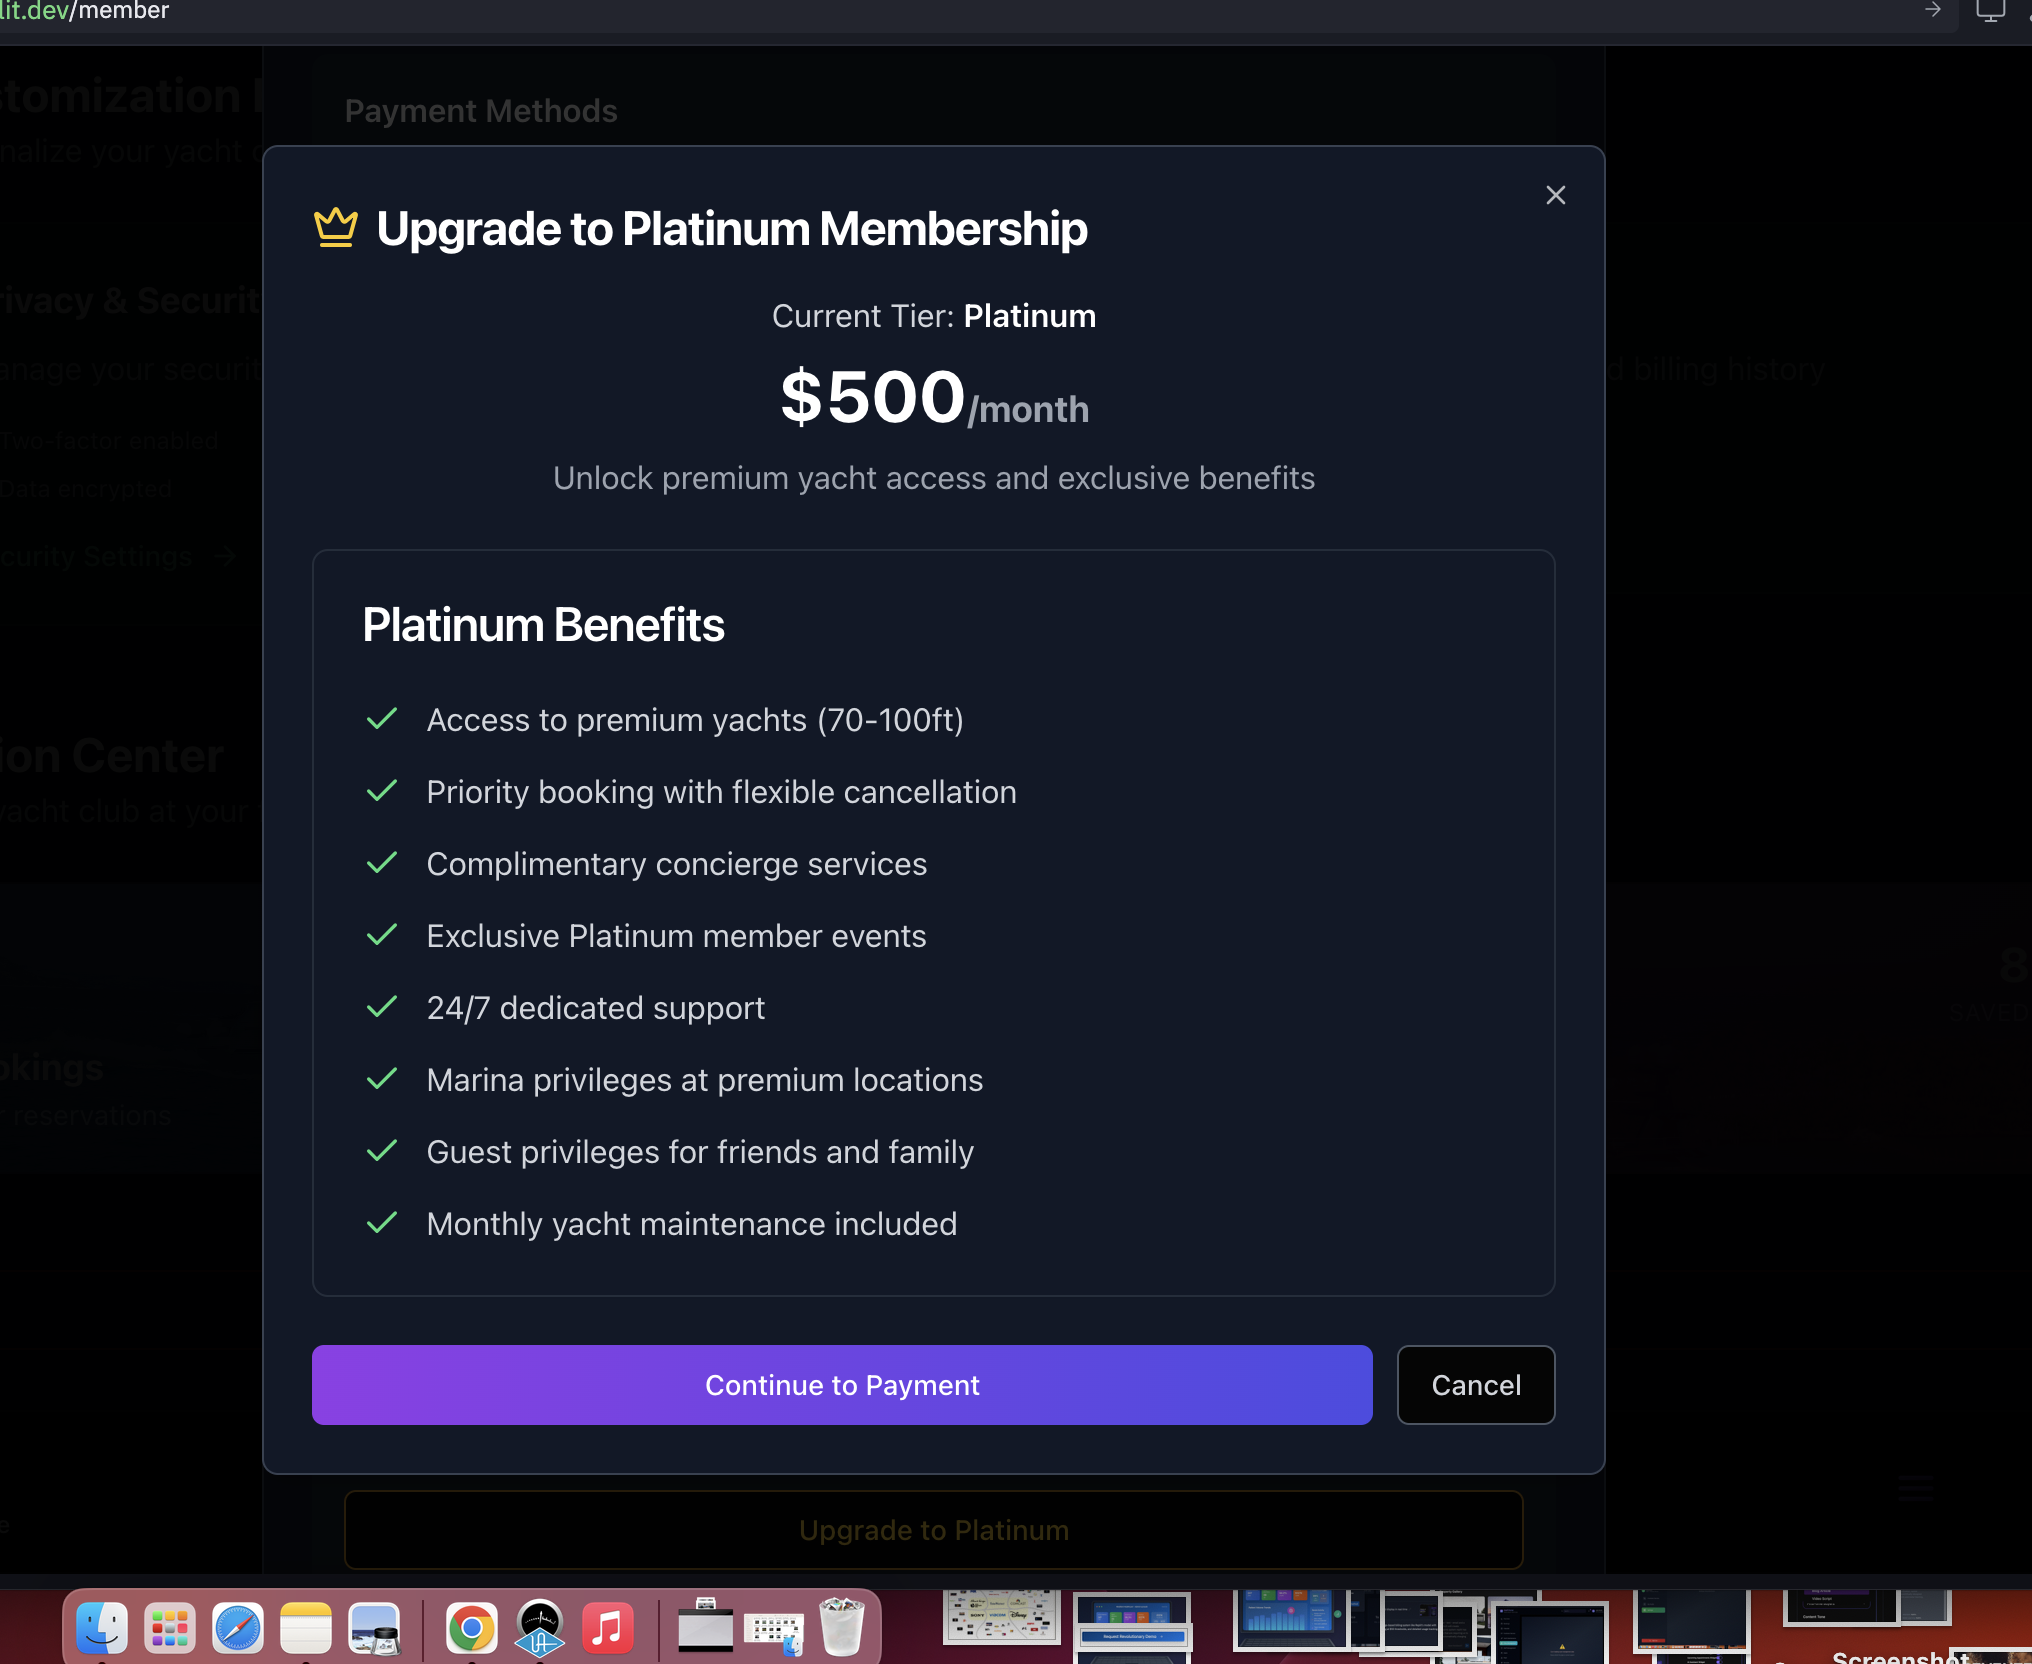 lit.dev/member
Payment Methods
Upgrade to Platinum Membership
Current Tier: Platinum
$500/month
Unlock premium yacht access and exclusive benefits
Platinum Benefits
Access to premium yachts (70-100ft)
Priority booking with flexible cancellation
Complimentary concierge services
Exclusive Platinum member events
24/7 dedicated support
Marina privileges at premium locations
Guest privileges for friends and family
Monthly yacht maintenance included
Continue to Payment
Cancel
Upgrade to Platinum
stomization
nalize your yacht
rivacy & Securit
anage your securit
d billing history
Two-factor enabled
Data encrypted
curity Settings
ion Center
yacht club at your
8
SAVED
okings
r reservations
Screenshot